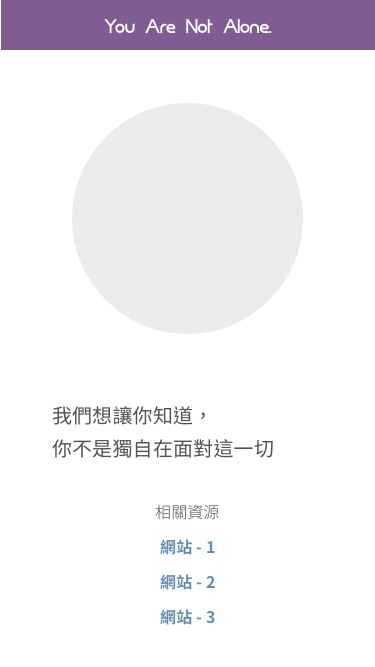 You Are Not Alone.
我們想讓你知道，
你不是獨自在面對這一切
相關資源
網站 - 1
網站 - 2
網站 - 3